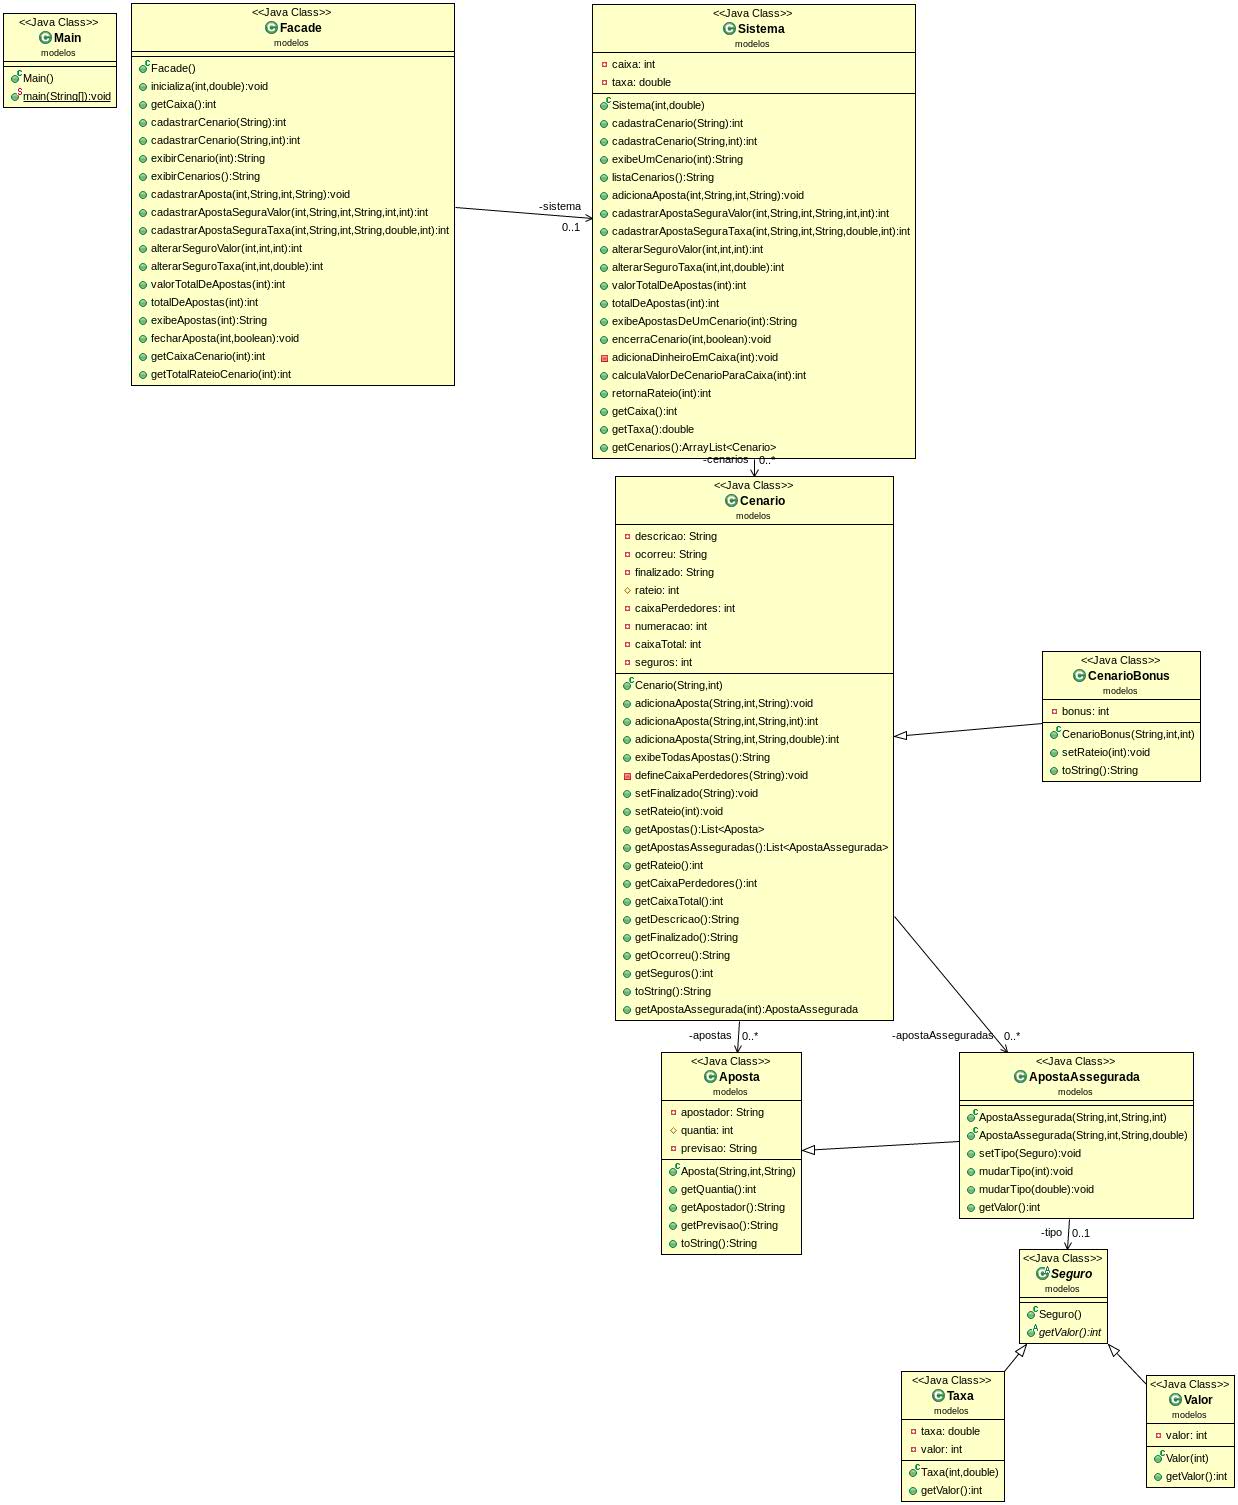 <<Java Class>>
Main
modelos
Main()
main(String[]):void
<<Java Class>>
Facade
modelos
Facade()
inicializa(int,double):void
getCaixa():int
cadastrarCenario(String):int
cadastrarCenario(String,int):int
exibirCenario(int):String
exibirCenarios():String
cadastrarAposta(int,String,int,String):void
cadastrarApostaSeguraValor(int,String,int,String,int,int):int
cadastrarApostaSeguraTaxa(int,String,int,String,double,int):int
alterarSeguroValor(int,int,int):int
alterarSeguroTaxa(int,int,double):int
valorTotalDeApostas(int):int
totalDeApostas(int):int
exibeApostas(int):String
fecharAposta(int,boolean):void
getCaixaCenario(int):int
getTotalRateioCenario(int):int
-sistema
0..1
<<Java Class>>
Sistema
modelos
caixa: int
taxa: double
Sistema(int,double)
cadastraCenario(String):int
cadastraCenario(String,int):int
exibeUmCenario(int):String
listaCenarios():String
adicionaAposta(int,String,int,String):void
cadastrarApostaSeguraValor(int,String,int,String,int,int):int
cadastrarApostaSeguraTaxa(int,String,int,String,double,int):int
alterarSeguroValor(int,int,int):int
alterarSeguroTaxa(int,int,double):int
valorTotalDeApostas(int):int
totalDeApostas(int):int
exibeApostasDeUmCenario(int):String
encerraCenario(int,boolean):void
adicionaDinheiroEmCaixa(int):void
calculaValorDeCenarioParaCaixa(int):int
retornaRateio(int):int
getCaixa():int
getTaxa():double
getCenarios():ArrayList<Cenario>
-cenarios 0..*
<<Java Class>>
Cenario
modelos
descricao: String
ocorreu: String
finalizado: String
rateio: int
caixaPerdedores: int
numeracao: int
caixaTotal: int
seguros: int
Cenario(String,int)
adicionaAposta(String,int,String):void
adicionaAposta(String,int,String,int):int
adicionaAposta(String,int,String,double):int
exibeTodasApostas():String
defineCaixaPerdedores(String):void
setFinalizado(String):void
setRateio(int):void
getApostas():List<Aposta>
getApostasAsseguradas():List<ApostaAssegurada>
getRateio():int
getCaixaPerdedores():int
getCaixaTotal():int
getDescricao():String
getFinalizado():String
getOcorreu():String
getSeguros():int
toString():String
getApostaAssegurada(int):ApostaAssegurada
<<Java Class>>
CenarioBonus
modelos
bonus: int
CenarioBonus(String,int,int)
setRateio(int):void
toString():String
-apostas 0..*
-apostaAsseguradas 0..*
<<Java Class>>
Aposta
modelos
apostador: String
quantia: int
previsao: String
Aposta(String,int,String)
getQuantia():int
getApostador():String
getPrevisao():String
toString():String
<<Java Class>>
ApostaAssegurada
modelos
ApostaAssegurada(String,int,String,int)
ApostaAssegurada(String,int,String,double)
setTipo(Seguro):void
mudarTipo(int):void
mudarTipo(double):void
getValor():int
-tipo 0..1
<<Java Class>>
Seguro
modelos
Seguro()
getValor():int
<<Java Class>>
Taxa
modelos
taxa: double
valor: int
Taxa(int,double)
getValor():int
<<Java Class>>
Valor
modelos
valor: int
Valor(int)
getValor():int